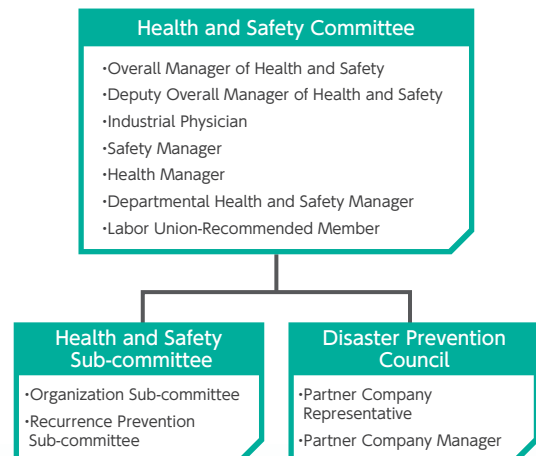 Health and Safety Committee
・Overall Manager of Health and Safety
・Deputy Overall Manager of Health and Safety
・Industrial Physician
・Safety Manager
・Health Manager
・Departmental Health and Safety Manager
・Labor Union-Recommended Member
Health and Safety
Sub-committee
・Organization Sub-committee
・Recurrence Prevention
Sub-committee
Disaster Prevention
Council
・Partner Company
Representative
・Partner Company Manager